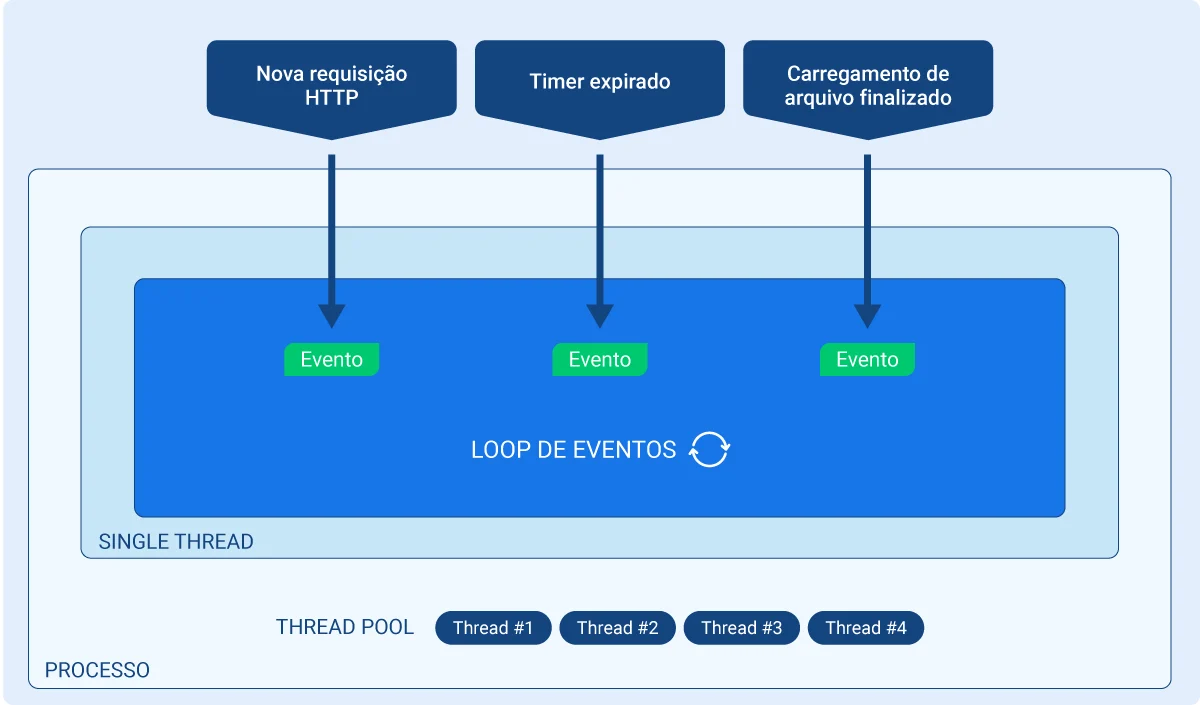 Nova requisição
HTTP
Timer expirado
Carregamento de
arquivo finalizado
Evento
Evento
Evento
LOOP DE EVENTOS
SINGLE THREAD
THREAD POOL
Thread #1
Thread #2
Thread #3
Thread #4
PROCESSO